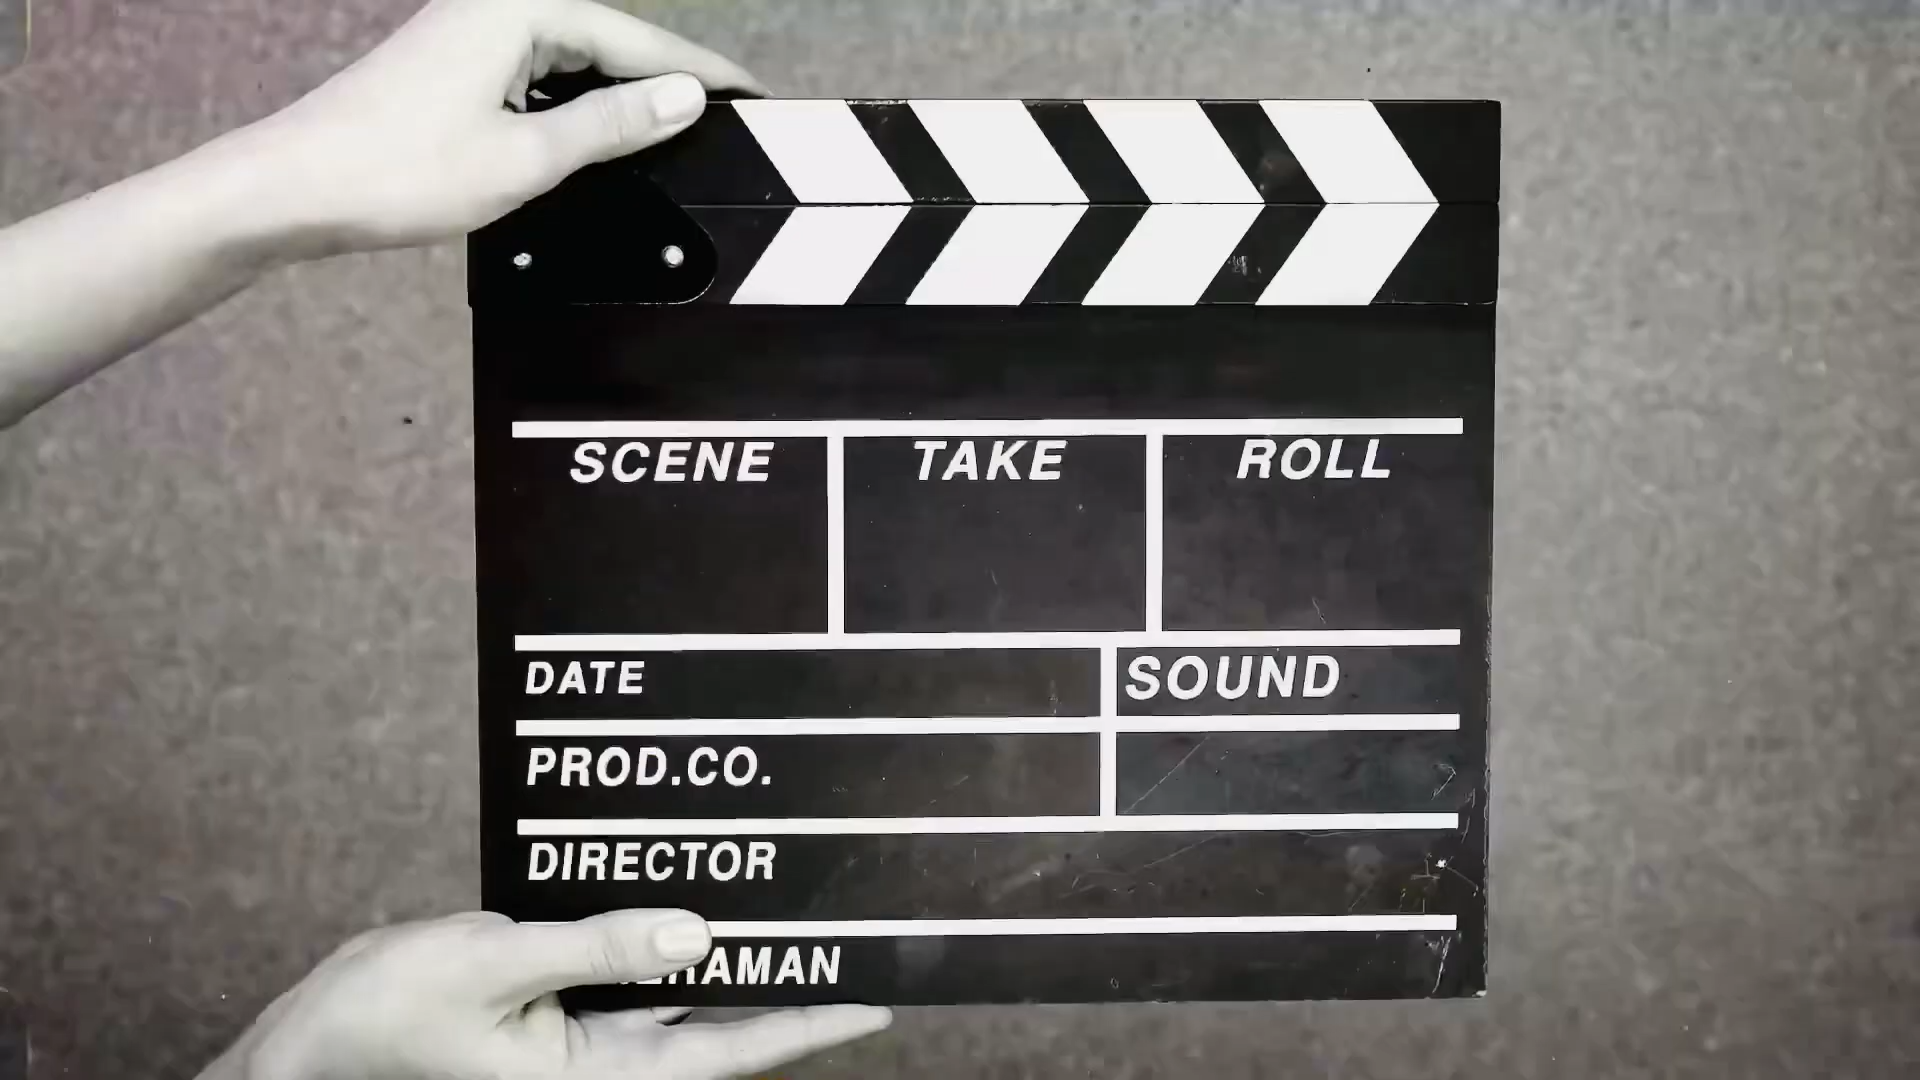 SCENE TAKE ROLL
DATE SOUND
PROD.CO.
DIRECTOR